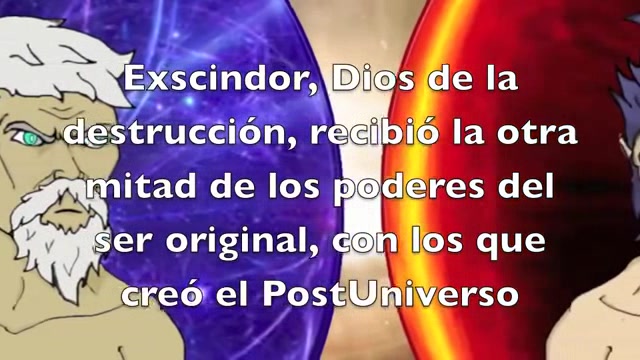 Exscindor, Dios de la
destrucción, recibió la otra
mitad de los poderes del
ser original, con los que
creó el PostUniverso